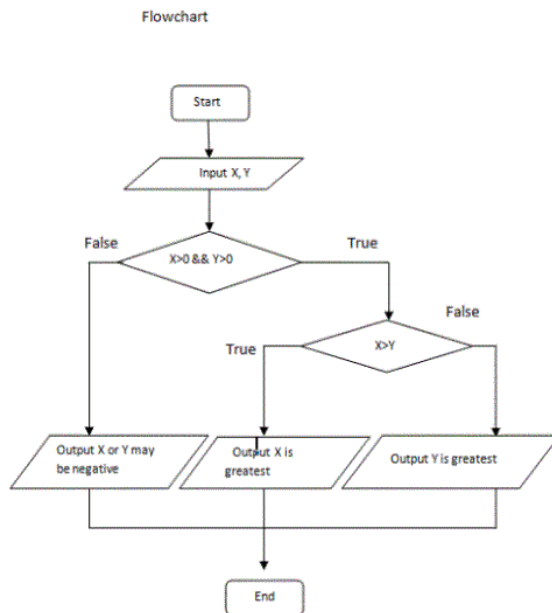 Flowchart
Start
Input X, Y
False
X>0 && Y>0
True
False
True
X>Y
Output X or Y may
be negative
Output X is
greatest
Output Y is greatest
End